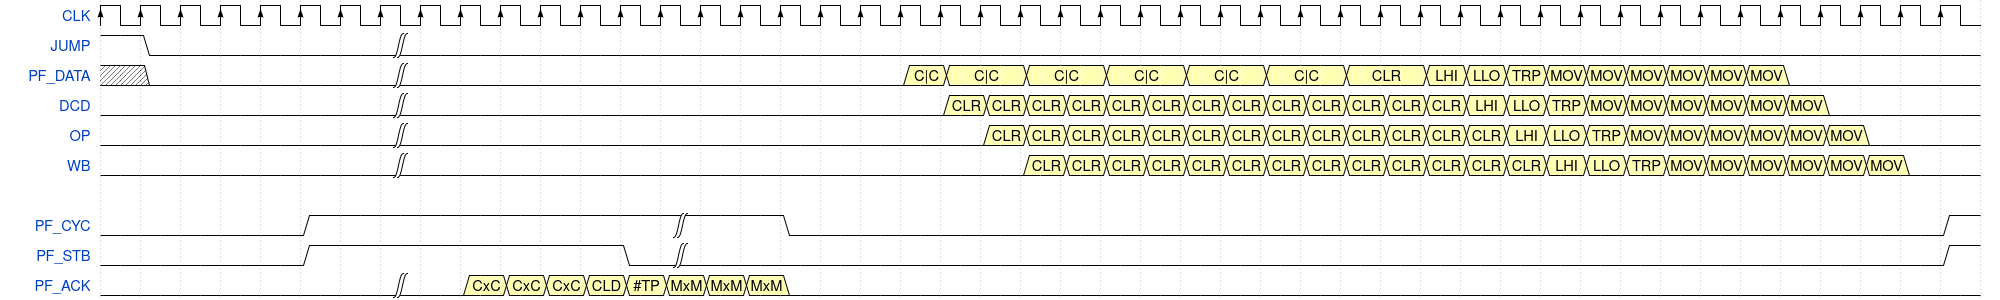 CLK
JUMP
PF_DATA C|C C|C C|C C|C C|C C|C CLR LHI LLO TRP MOV MOV MOV MOV MOV MOV
DCD CLR CLR CLR CLR CLR CLR CLR CLR CLR CLR CLR CLR CLR LHI LLO TRP MOV MOV MOV MOV MOV MOV
OP CLR CLR CLR CLR CLR CLR CLR CLR CLR CLR CLR CLR CLR LHI LLO TRP MOV MOV MOV MOV MOV MOV
WB CLR CLR CLR CLR CLR CLR CLR CLR CLR CLR CLR CLR CLR LHI LLO TRP MOV MOV MOV MOV MOV MOV
PF_CYC
PF_STB
PF_ACK CxC CxC CxC CLD #TP MxM MxM MxM